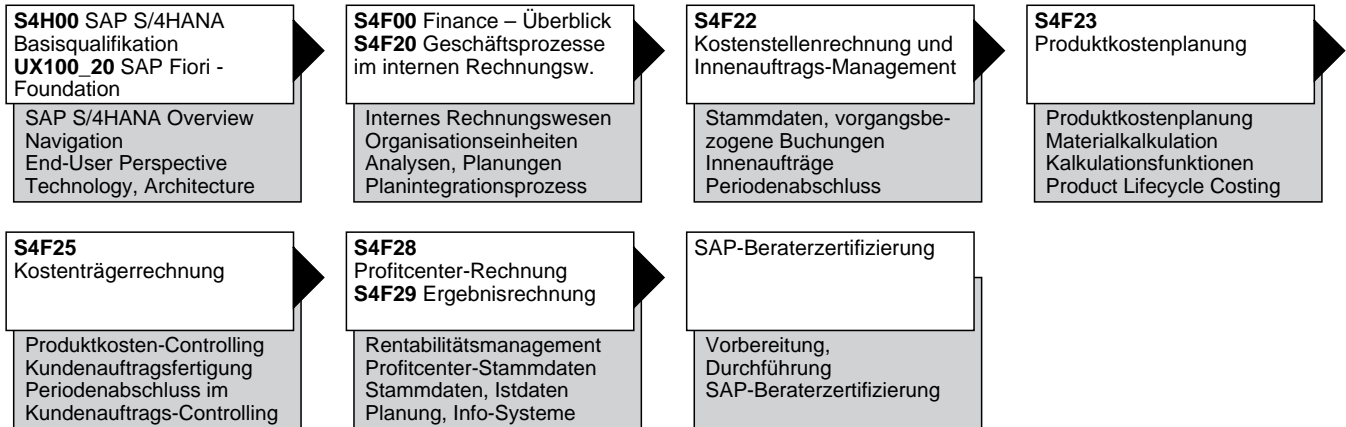 S4H00 SAP S/4HANA
Basisqualifikation
UX100_20 SAP Fiori -
Foundation
SAP S/4HANA Overview
Navigation
End-User Perspective
Technology, Architecture
S4F00 Finance – Überblick
S4F20 Geschäftsprozesse
im internen Rechnungsw.
Internes Rechnungswesen
Organisationseinheiten
Analysen, Planungen
Planintegrationsprozess
S4F22
Kostenstellenrechnung und
Innenauftrags-Management
Stammdaten, vorgangsbe-
zogene Buchungen
Innenaufträge
Periodenabschluss
S4F23
Produktkostenplanung
Produktkostenplanung
Materialkalkulation
Kalkulationsfunktionen
Product Lifecycle Costing
S4F25
Kostenträgerrechnung
Produktkosten-Controlling
Kundenauftragsfertigung
Periodenabschluss im
Kundenauftrags-Controlling
S4F28
Profitcenter-Rechnung
S4F29 Ergebnisrechnung
Rentabilitätsmanagement
Profitcenter-Stammdaten
Stammdaten, Istdaten
Planung, Info-Systeme
SAP-Beraterzertifizierung
Vorbereitung,
Durchführung
SAP-Beraterzertifizierung